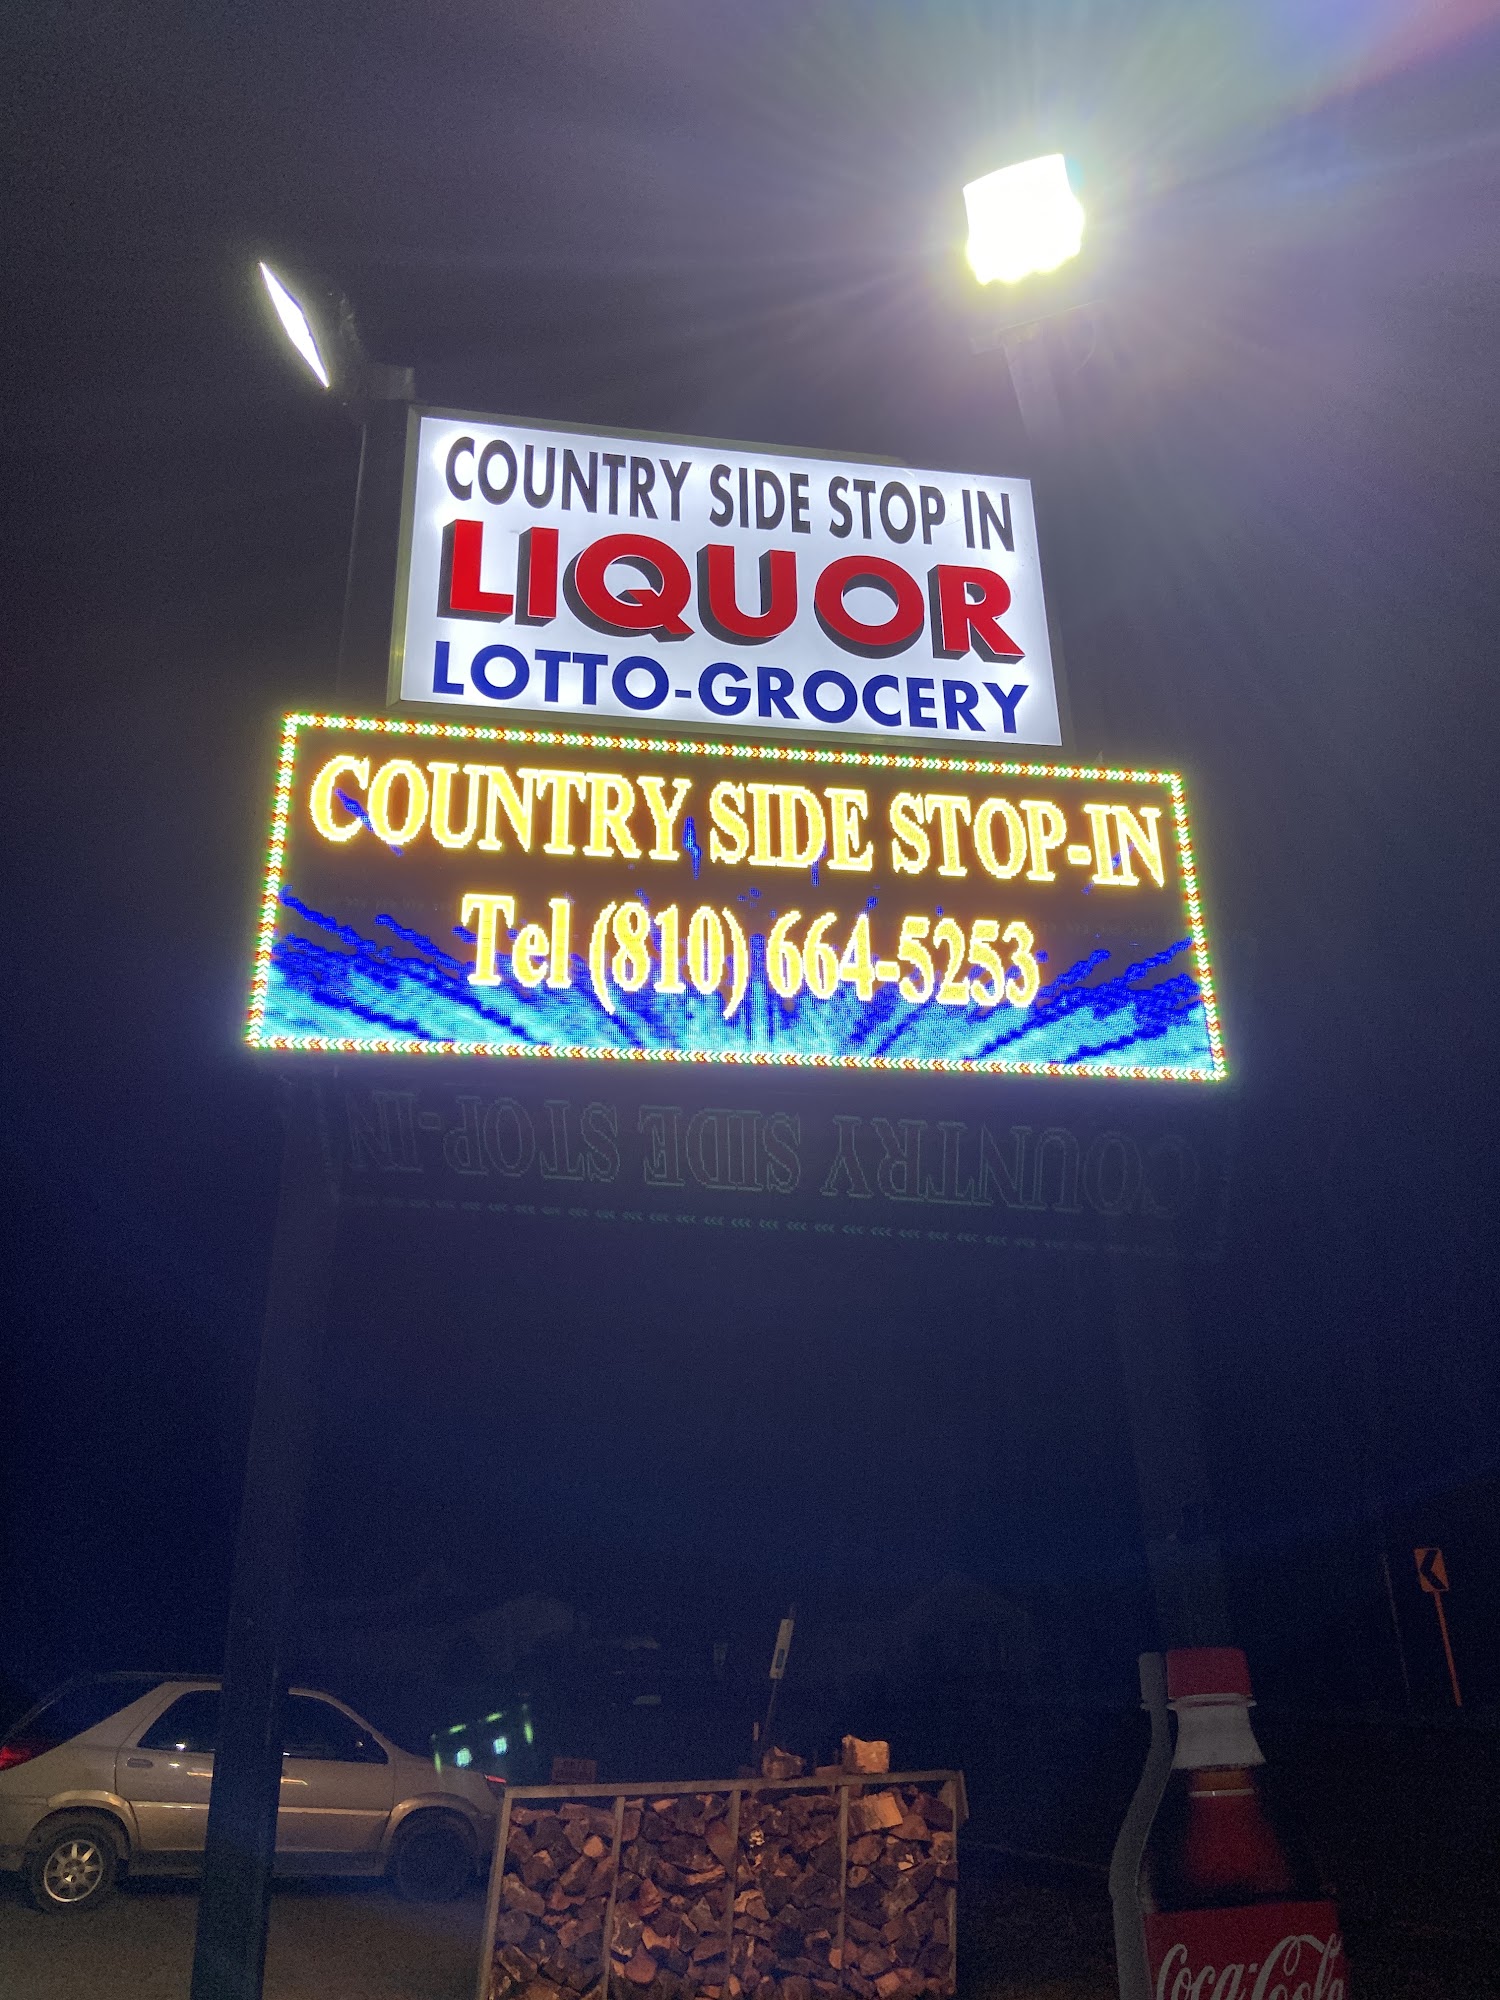 COUNTRY SIDE STOP IN
LIQUOR
LOTTO-GROCERY
COUNTRY SIDE STOP-IN
Tel (810) 664-5253
COUNTRY SIDE STOP-IN
Coca-Cola